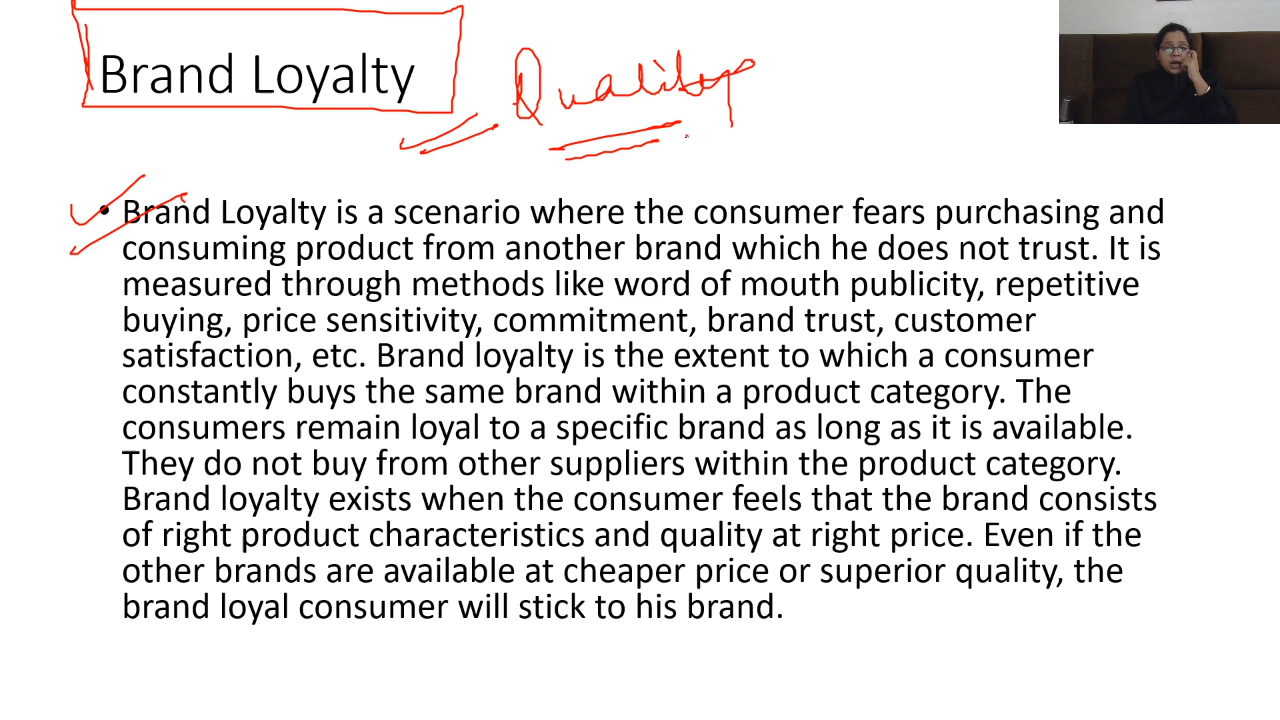 Brand Loyalty
Quality
• Brand Loyalty is a scenario where the consumer fears purchasing and
consuming product from another brand which he does not trust. It is
measured through methods like word of mouth publicity, repetitive
buying, price sensitivity, commitment, brand trust, customer
satisfaction, etc. Brand loyalty is the extent to which a consumer
constantly buys the same brand within a product category. The
consumers remain loyal to a specific brand as long as it is available.
They do not buy from other suppliers within the product category.
Brand loyalty exists when the consumer feels that the brand consists
of right product characteristics and quality at right price. Even if the
other brands are available at cheaper price or superior quality, the
brand loyal consumer will stick to his brand.